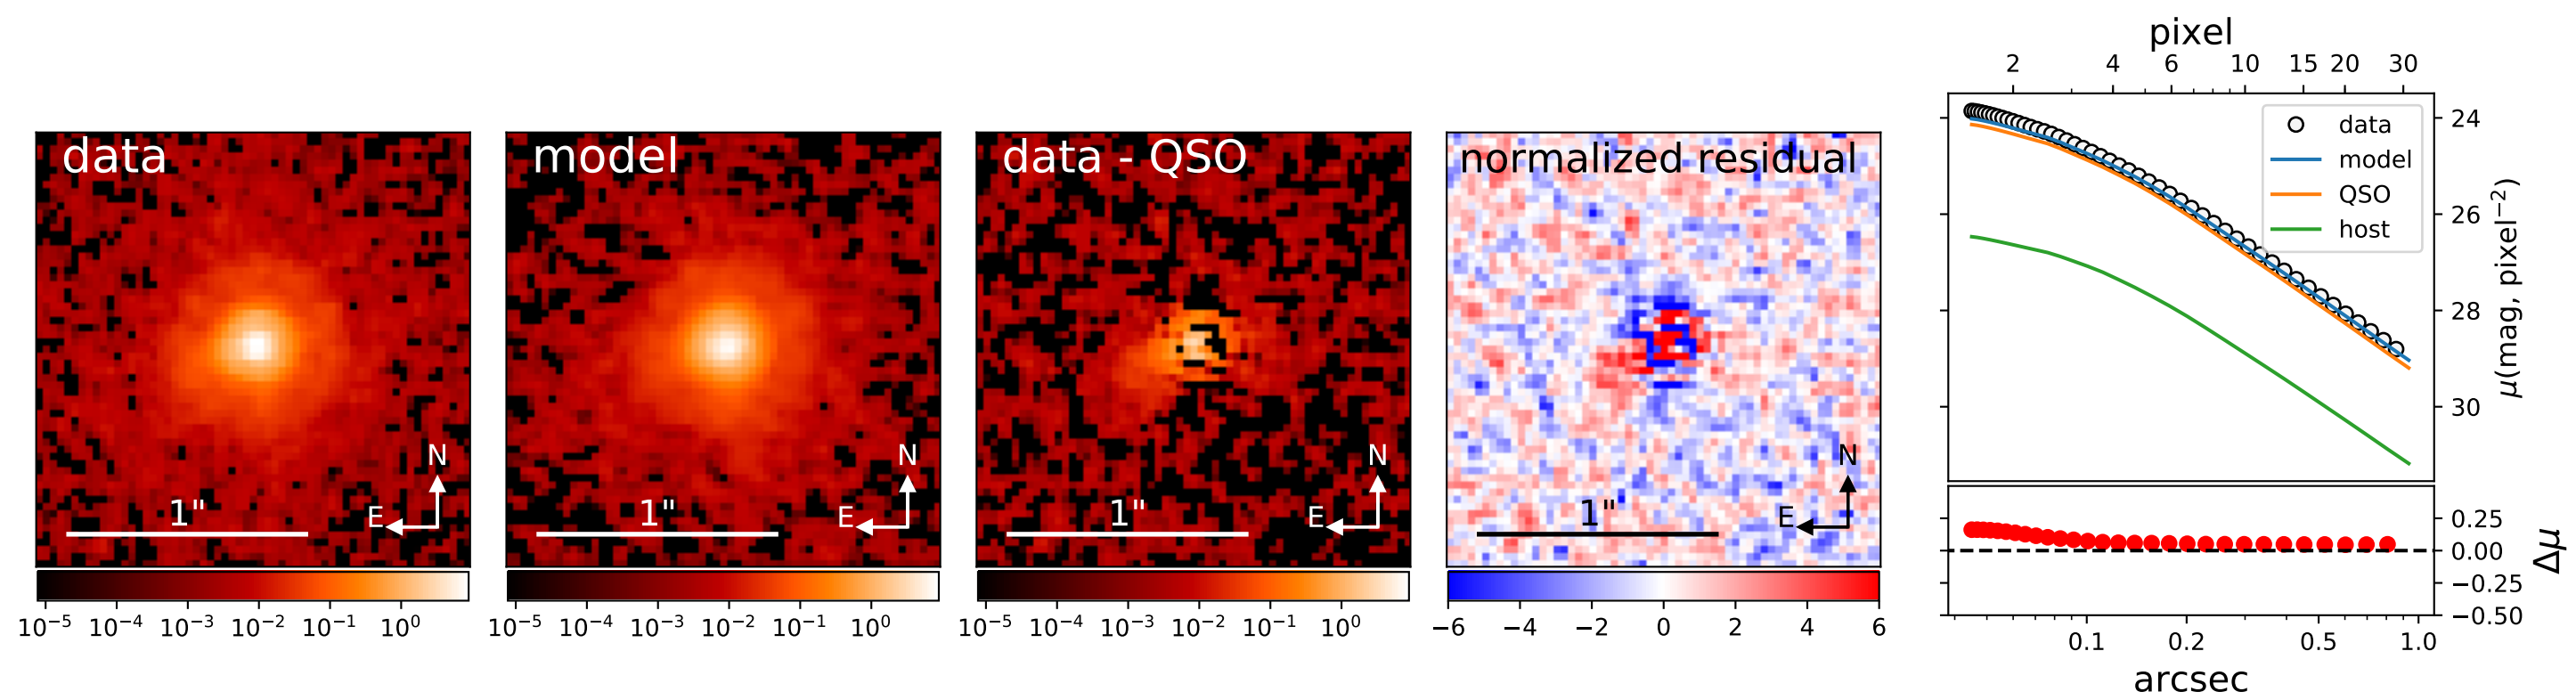 data
N
E
1"
10⁻⁵ 10⁻⁴ 10⁻³ 10⁻² 10⁻¹ 10⁰
model
N
E
1"
10⁻⁵ 10⁻⁴ 10⁻³ 10⁻² 10⁻¹ 10⁰
data - QSO
N
E
1"
10⁻⁵ 10⁻⁴ 10⁻³ 10⁻² 10⁻¹ 10⁰
normalized residual
N
E
1"
−6 −4 −2 0 2 4 6
pixel
2 4 6 10 15 20 30
data
model
QSO
host
24
26
28
30
μ(mag, pixel⁻²)
0.25
0.00
−0.25
−0.50
Δμ
0.1 0.2 0.5 1.0
arcsec